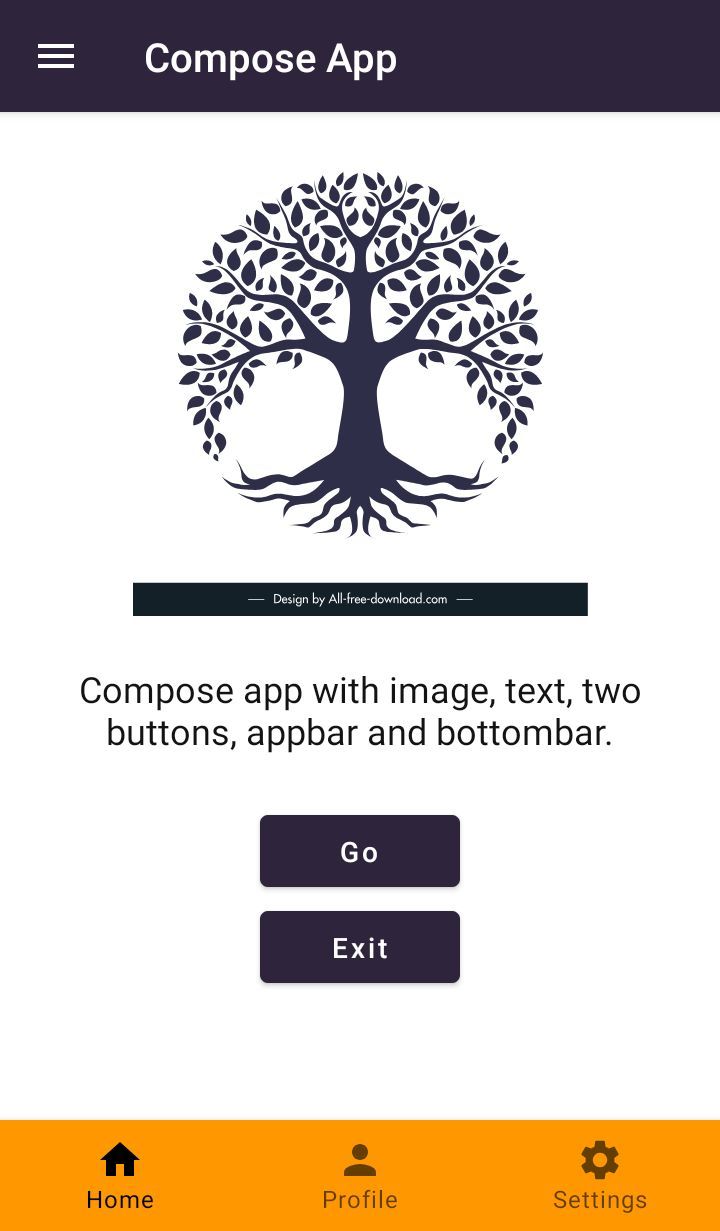 Compose App
Design by All-free-download.com
Compose app with image, text, two
buttons, appbar and bottombar.
Go
Exit
Home
Profile
Settings